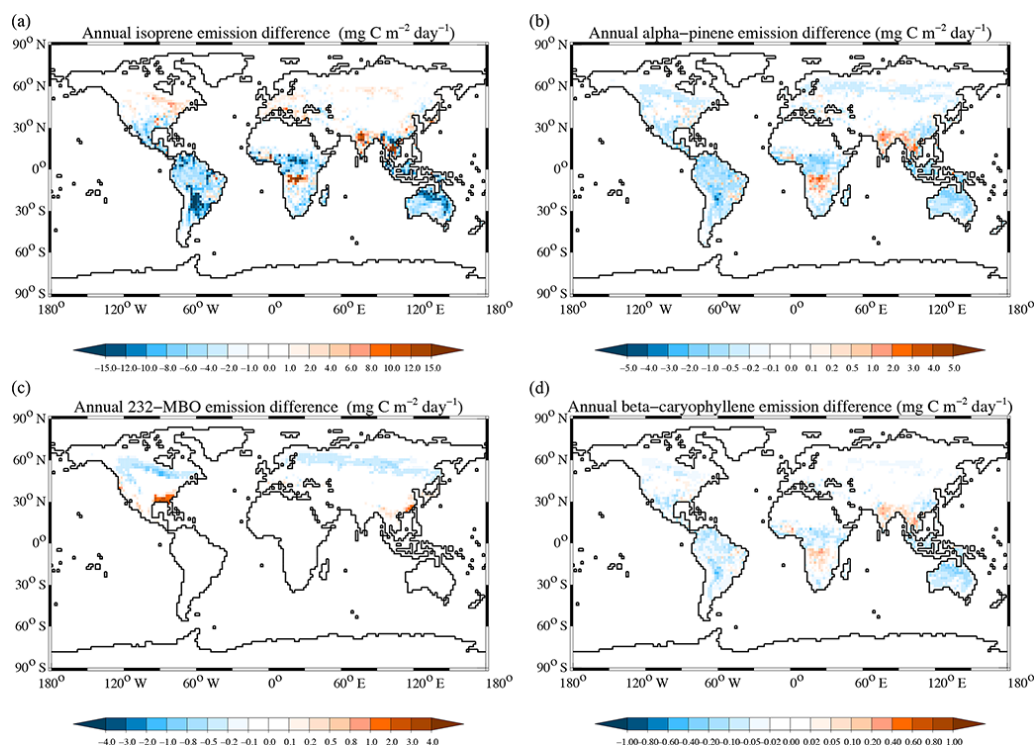 (a)
Annual isoprene emission difference (mg C m⁻² day⁻¹)
90° N
60° N
30° N
0°
30° S
60° S
90° S
180° 120° W 60° W 0° 60° E 120° E 180°
−15.0 −12.0 −10.0 −8.0 −6.0 −4.0 −2.0 −1.0 0.0 1.0 2.0 4.0 6.0 8.0 10.0 12.0 15.0
(b)
Annual alpha−pinene emission difference (mg C m⁻² day⁻¹)
90° N
60° N
30° N
0°
30° S
60° S
90° S
180° 120° W 60° W 0° 60° E 120° E 180°
−5.0 −4.0 −3.0 −2.0 −1.0 −0.5 −0.2 −0.1 0.0 0.1 0.2 0.5 1.0 2.0 3.0 4.0 5.0
(c)
Annual 232−MBO emission difference (mg C m⁻² day⁻¹)
90° N
60° N
30° N
0°
30° S
60° S
90° S
180° 120° W 60° W 0° 60° E 120° E 180°
−4.0 −3.0 −2.0 −1.0 −0.8 −0.5 −0.2 −0.1 0.0 0.1 0.2 0.5 0.8 1.0 2.0 3.0 4.0
(d)
Annual beta−caryophyllene emission difference (mg C m⁻² day⁻¹)
90° N
60° N
30° N
0°
30° S
60° S
90° S
180° 120° W 60° W 0° 60° E 120° E 180°
−1.00 −0.80 −0.60 −0.40 −0.20 −0.10 −0.05 −0.02 0.00 0.02 0.05 0.10 0.20 0.40 0.60 0.80 1.00